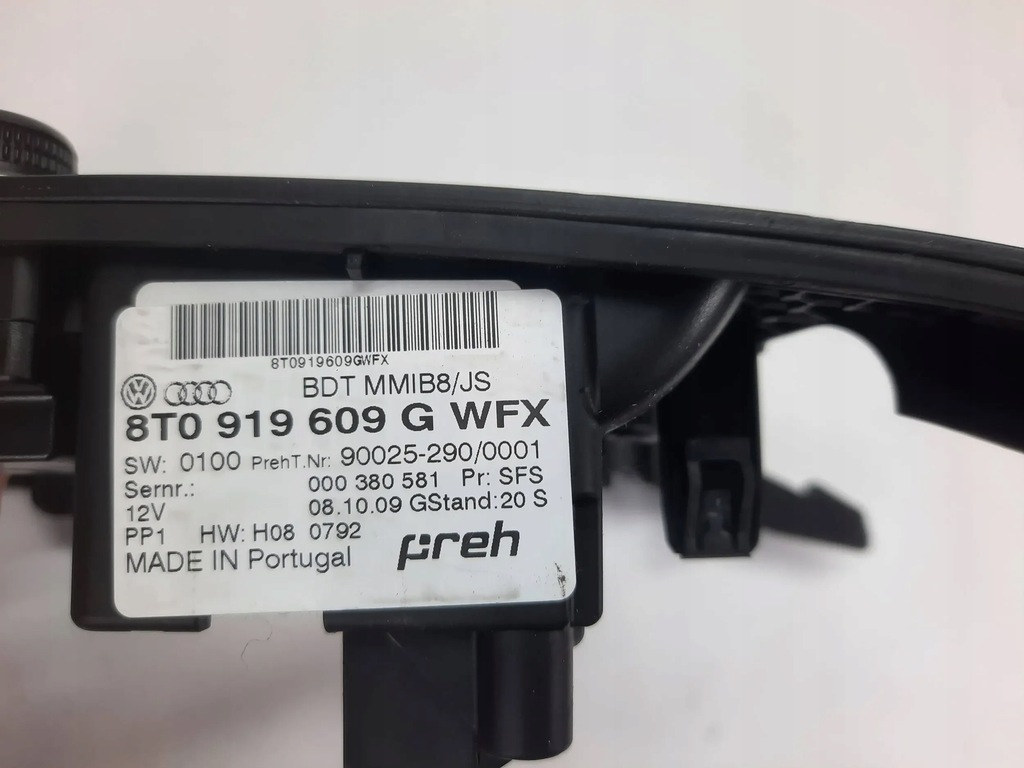 8T0919609GWFX
BDT MMIB8/JS
8T0 919 609 G WFX
SW: 0100 PrehT.Nr: 90025-290/0001
Sernr.: 000 380 581 Pr: SFS
12V 08.10.09 GStand:20 S
PP1 HW: H08 0792
MADE IN Portugal preh